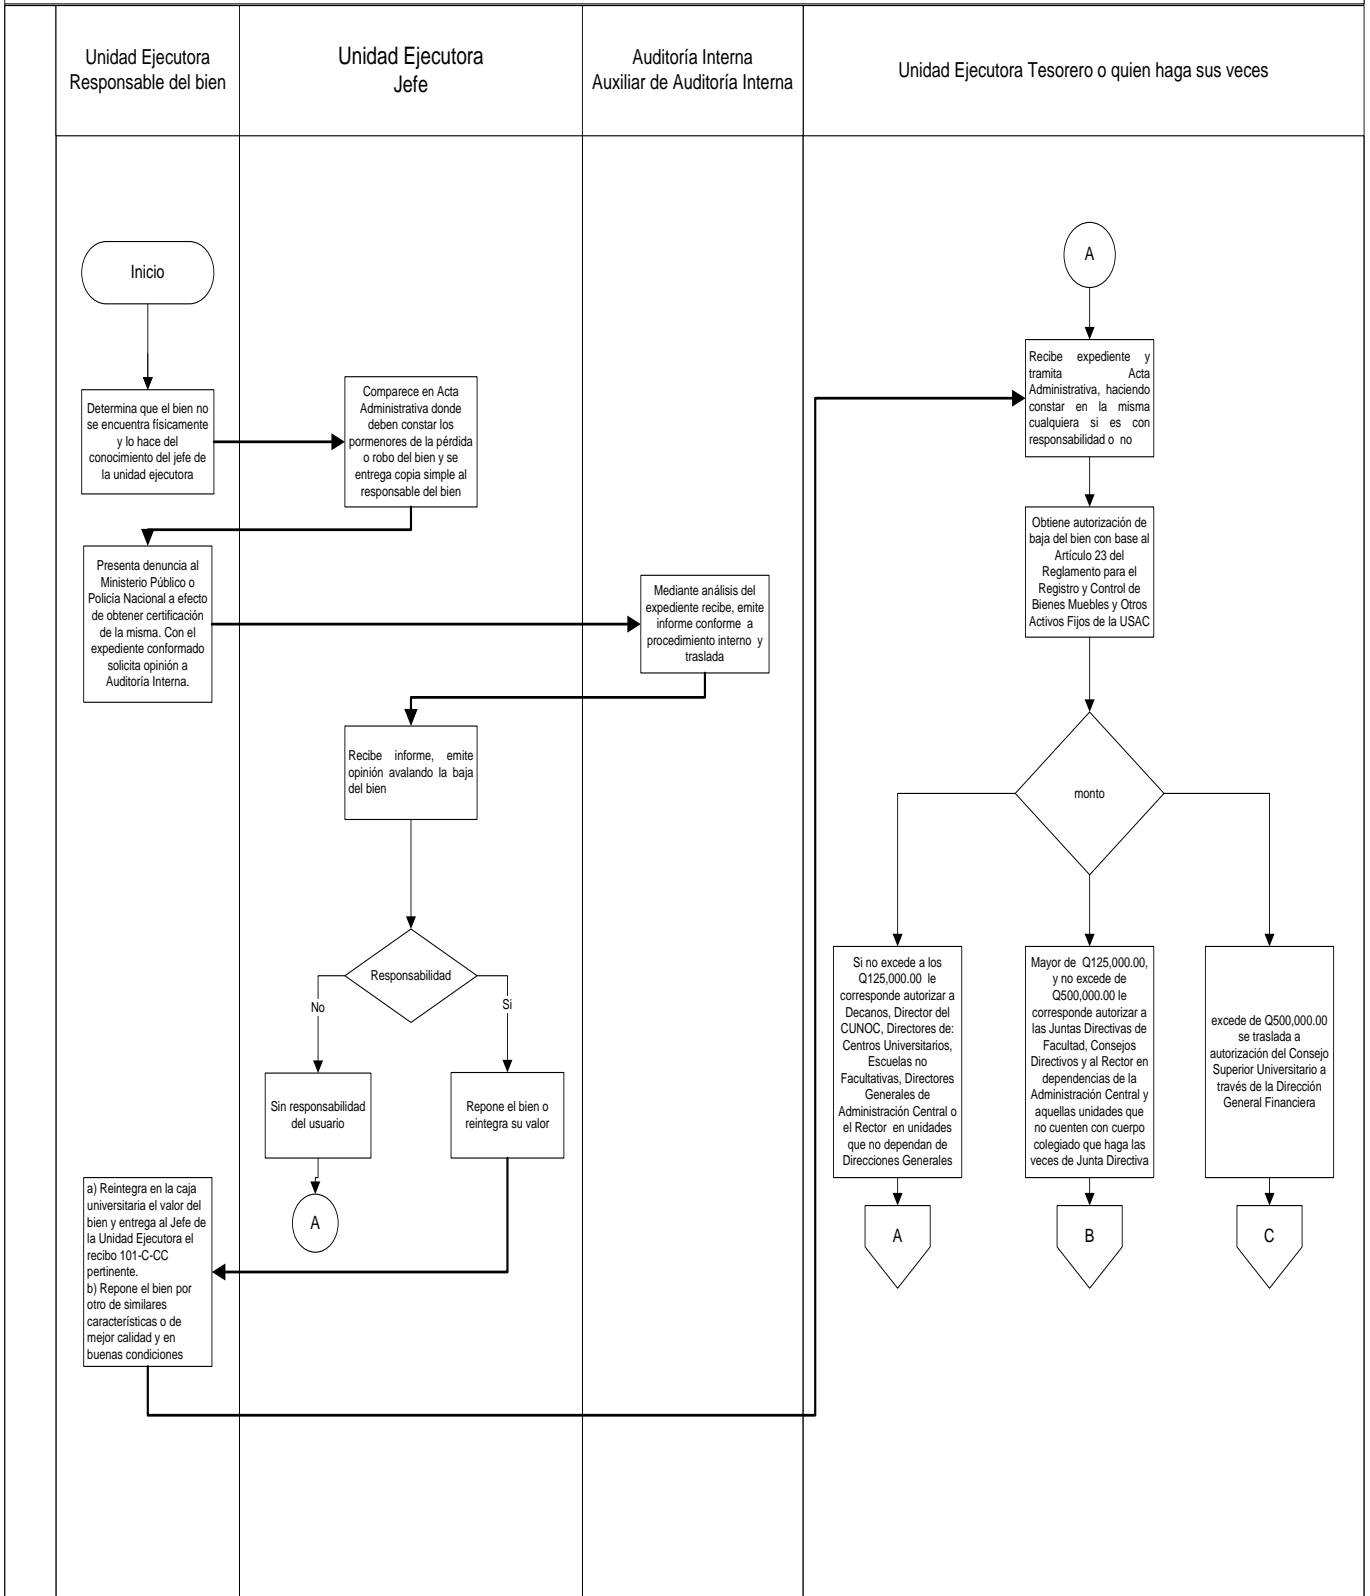 Unidad Ejecutora
Responsable del bien
Unidad Ejecutora
Jefe
Auditoría Interna
Auxiliar de Auditoría Interna
Unidad Ejecutora Tesorero o quien haga sus veces
Inicio
Determina que el bien no
se encuentra físicamente
y lo hace del
conocimiento del jefe de
la unidad ejecutora
Comparece en Acta
Administrativa donde
deben constar los
pormenores de la pérdida
o robo del bien y se
entrega copia simple al
responsable del bien
Presenta denuncia al
Ministerio Público o
Policía Nacional a efecto
de obtener certificación
de la misma. Con el
expediente conformado
solicita opinión a
Auditoría Interna.
Mediante análisis del
expediente recibe, emite
informe conforme a
procedimiento interno y
traslada
Recibe informe, emite
opinión avalando la baja
del bien
Responsabilidad
No
Si
Sin responsabilidad
del usuario
Repone el bien o
reintegra su valor
A
a) Reintegra en la caja
universitaria el valor del
bien y entrega al Jefe de
la Unidad Ejecutora el
recibo 101-C-CC
pertinente.
b) Repone el bien por
otro de similares
características o de
mejor calidad y en
buenas condiciones
A
Recibe expediente y
tramita Acta
Administrativa, haciendo
constar en la misma
cualquiera si es con
responsabilidad o no
Obtiene autorización de
baja del bien con base al
Artículo 23 del
Reglamento para el
Registro y Control de
Bienes Muebles y Otros
Activos Fijos de la USAC
monto
Si no excede a los
Q125,000.00 le
corresponde autorizar a
Decanos, Director del
CUNOC, Directores de:
Centros Universitarios,
Escuelas no
Facultativas, Directores
Generales de
Administración Central o
el Rector en unidades
que no dependan de
Direcciones Generales
Mayor de Q125,000.00,
y no excede de
Q500,000.00 le
corresponde autorizar a
las Juntas Directivas de
Facultad, Consejos
Directivos y al Rector en
dependencias de la
Administración Central y
aquellas unidades que
no cuenten con cuerpo
colegiado que haga las
veces de Junta Directiva
excede de Q500,000.00
se traslada a
autorización del Consejo
Superior Universitario a
través de la Dirección
General Financiera
A
B
C